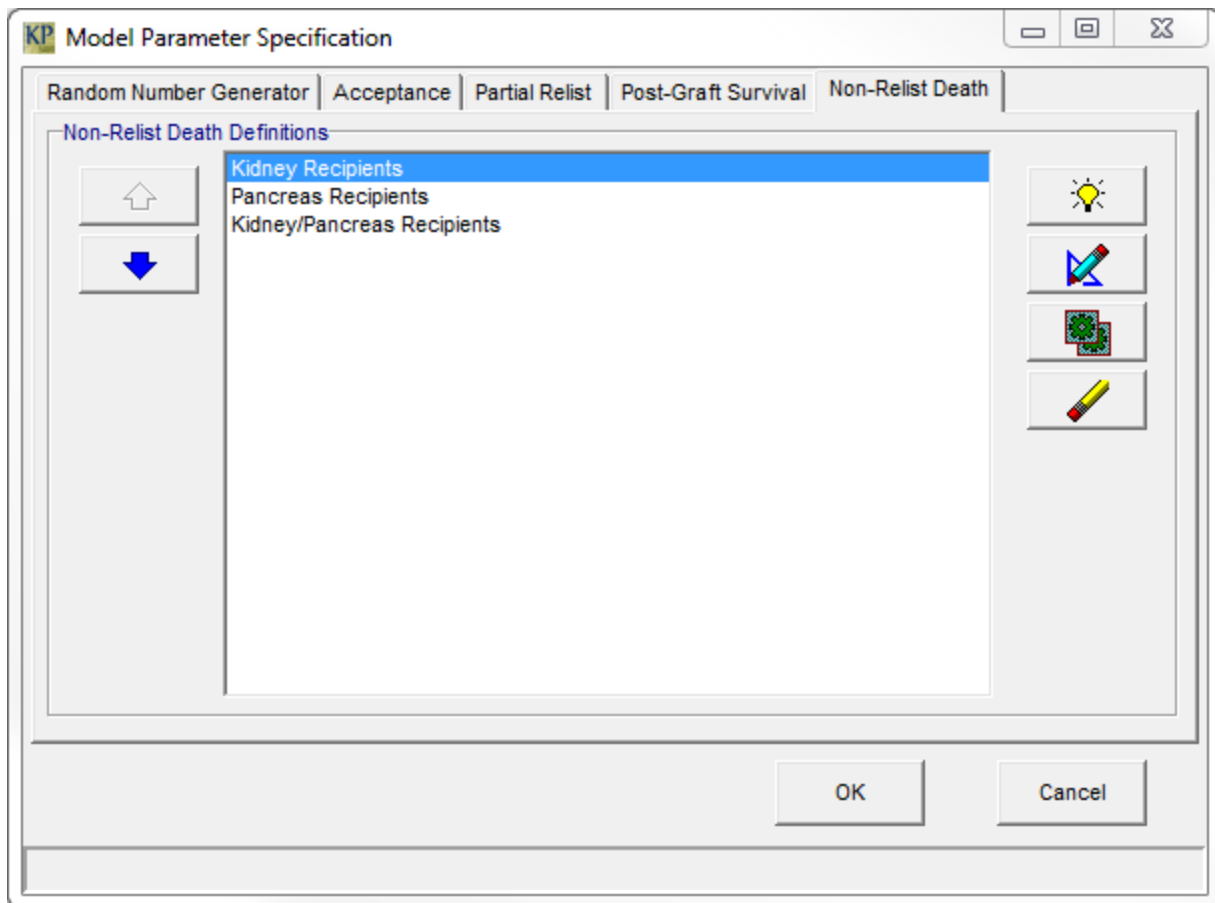 KP Model Parameter Specification
Random Number Generator Acceptance Partial Relist Post-Graft Survival Non-Relist Death
Non-Relist Death Definitions
Kidney Recipients
Pancreas Recipients
Kidney/Pancreas Recipients
OK Cancel